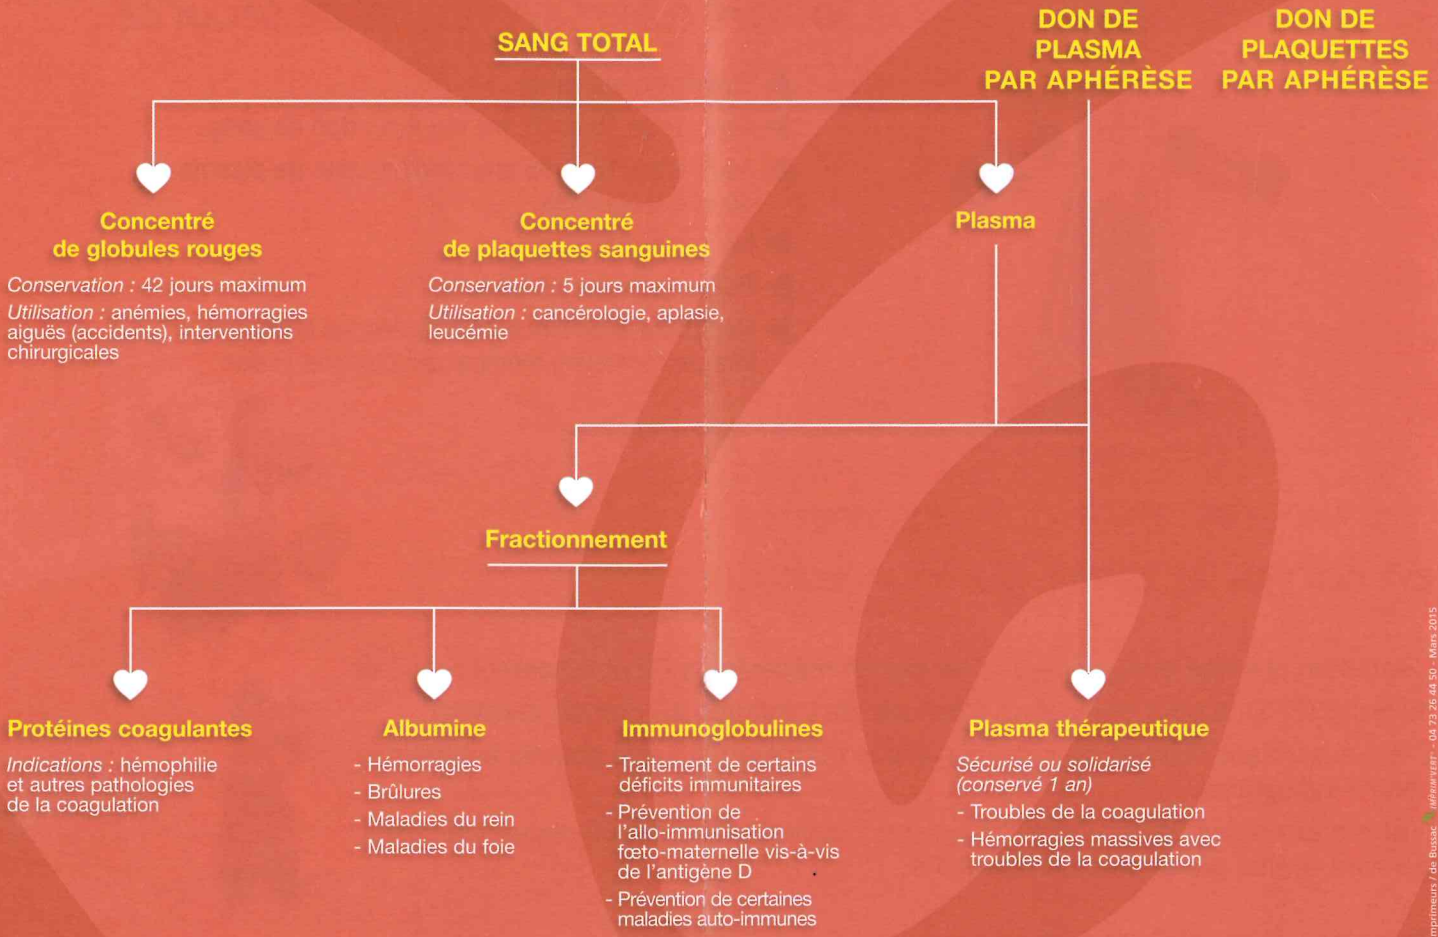 SANG TOTAL
DON DE
PLASMA
PAR APHÉRÈSE
DON DE
PLAQUETTES
PAR APHÉRÈSE
Concentré
de globules rouges
Conservation : 42 jours maximum
Utilisation : anémies, hémorragies
aiguës (accidents), interventions
chirurgicales
Concentré
de plaquettes sanguines
Conservation : 5 jours maximum
Utilisation : cancérologie, aplasie,
leucémie
Plasma
Fractionnement
Protéines coagulantes
Indications : hémophilie
et autres pathologies
de la coagulation
Albumine
- Hémorragies
- Brûlures
- Maladies du rein
- Maladies du foie
Immunoglobulines
- Traitement de certains
déficits immunitaires
- Prévention de
l'allo-immunisation
fœto-maternelle vis-à-vis
de l'antigène D
- Prévention de certaines
maladies auto-immunes
Plasma thérapeutique
Sécurisé ou solidarisé
(conservé 1 an)
- Troubles de la coagulation
- Hémorragies massives avec
troubles de la coagulation
mprimeurs / de Bussac IMPRIM'VERT® - 04 73 26 44 50 - Mars 2015